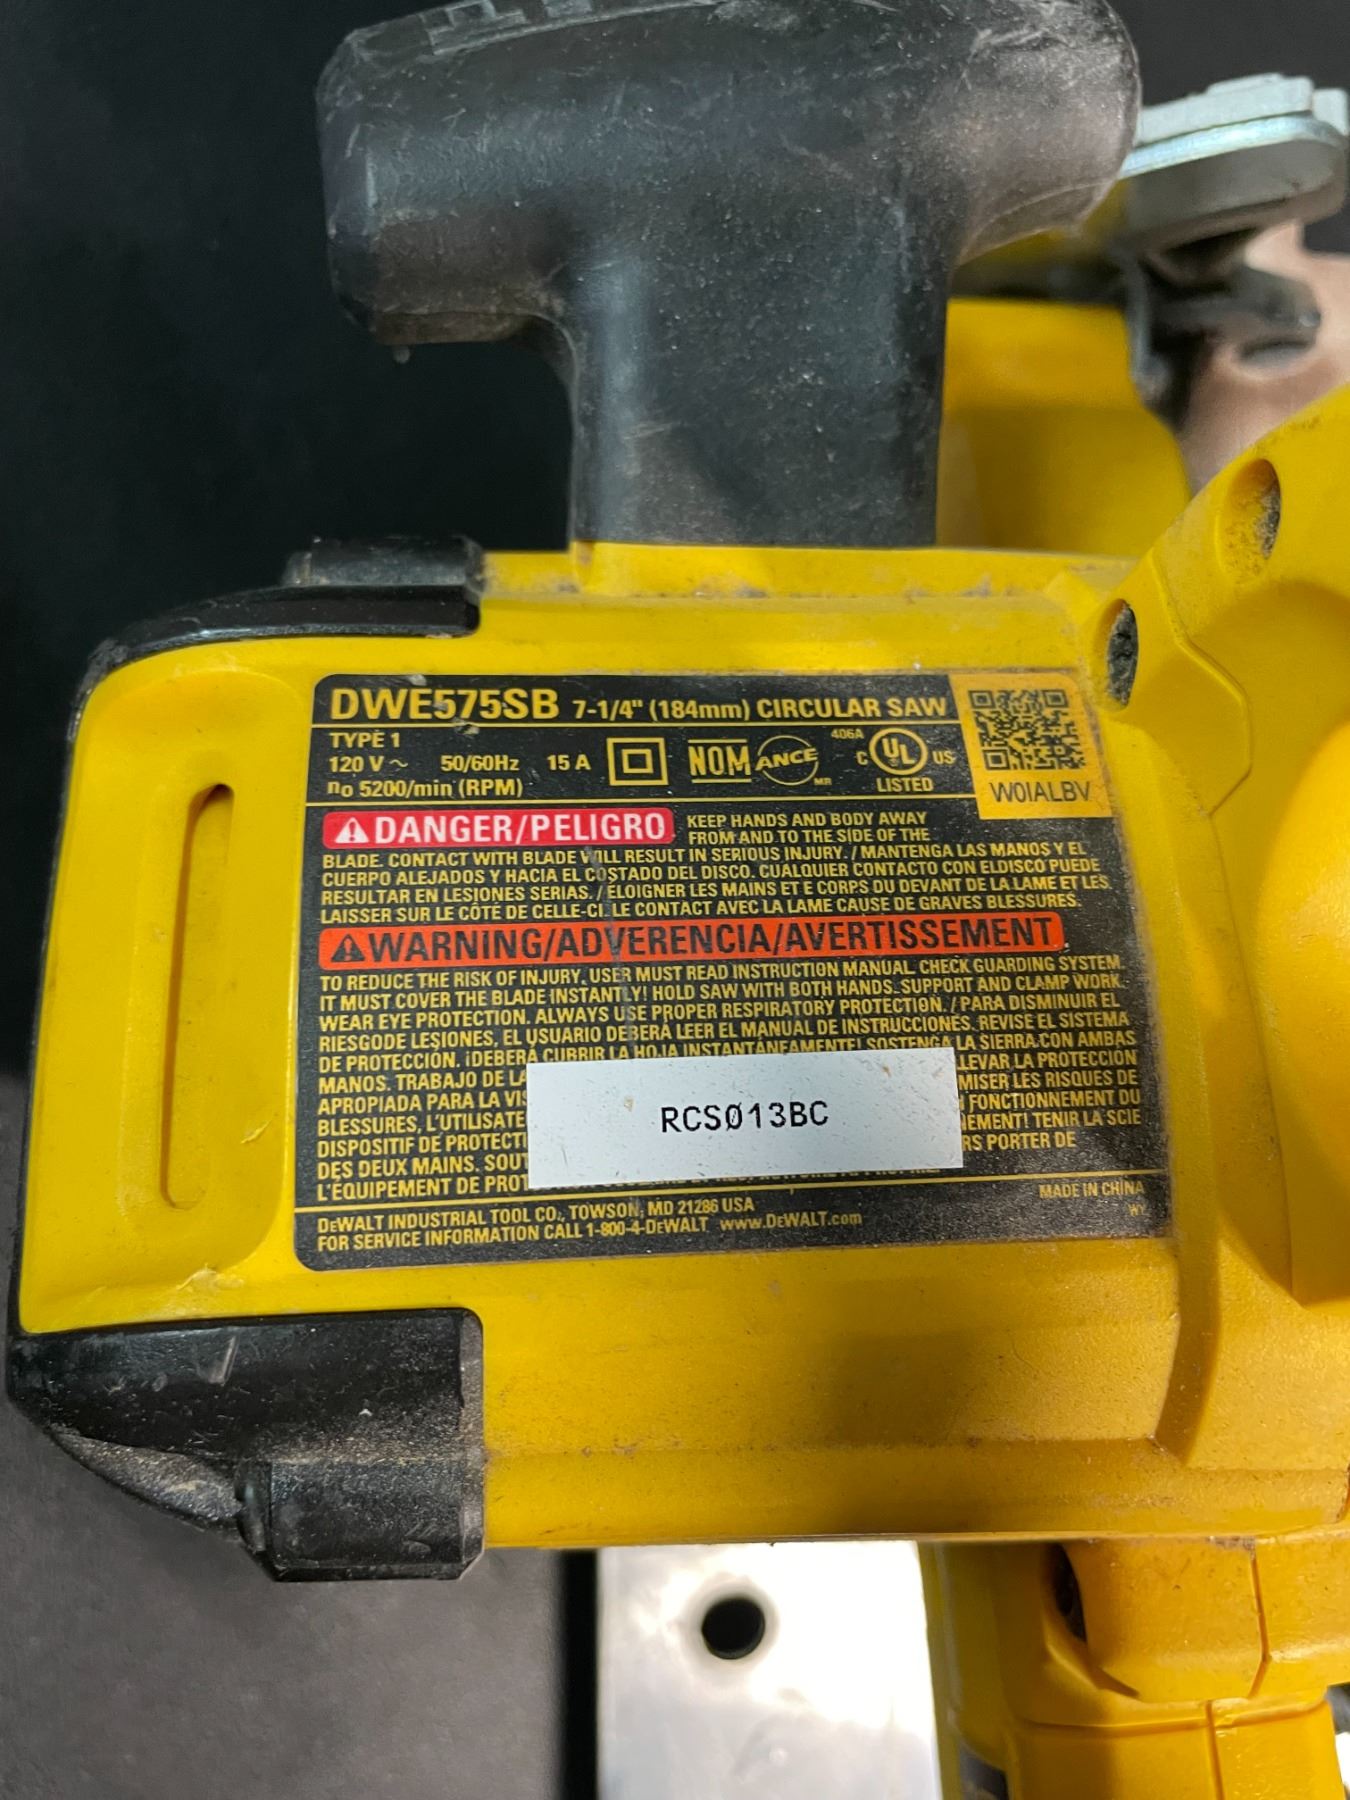 DWE575SB 7-1/4" (184mm) CIRCULAR SAW
TYPE 1
120 V ~ 50/60Hz 15 A
NOM ANCE MR
406A
C UL US
LISTED
no 5200/min (RPM)
W01ALBV
DANGER/PELIGRO KEEP HANDS AND BODY AWAY
FROM AND TO THE SIDE OF THE
BLADE. CONTACT WITH BLADE WILL RESULT IN SERIOUS INJURY. / MANTENGA LAS MANOS Y EL
CUERPO ALEJADOS Y HACIA EL COSTADO DEL DISCO. CUALQUIER CONTACTO CON ELDISCO PUEDE
RESULTAR EN LESIONES SERIAS. / ÉLOIGNER LES MAINS ET E CORPS DU DEVANT DE LA LAME ET LES
LAISSER SUR LE CÔTÉ DE CELLE-CI. LE CONTACT AVEC LA LAME CAUSE DE GRAVES BLESSURES.
WARNING/ADVERENCIA/AVERTISSEMENT
TO REDUCE THE RISK OF INJURY, USER MUST READ INSTRUCTION MANUAL. CHECK GUARDING SYSTEM.
IT MUST COVER THE BLADE INSTANTLY! HOLD SAW WITH BOTH HANDS. SUPPORT AND CLAMP WORK.
WEAR EYE PROTECTION. ALWAYS USE PROPER RESPIRATORY PROTECTION. / PARA DISMINUIR EL
RIESGODE LESIONES, EL USUARIO DEBERÁ LEER EL MANUAL DE INSTRUCCIONES. REVISE EL SISTEMA
DE PROTECCIÓN. ¡DEBERÁ CUBRIR LA HOJA INSTANTÁNEAMENTE! SOSTENGA LA SIERRA CON AMBAS
MANOS. TRABAJO DE LA LEVAR LA PROTECCIÓN
APROPIADA PARA LA VIS MISER LES RISQUES DE
BLESSURES, L'UTILISATE FONCTIONNEMENT DU
DISPOSITIF DE PROTECTI NEMENT! TENIR LA SCIE
DES DEUX MAINS. SOUT RS PORTER DE
L'ÉQUIPEMENT DE PROT
RCSØ13BC
DEWALT INDUSTRIAL TOOL CO., TOWSON, MD 21286 USA
FOR SERVICE INFORMATION CALL 1-800-4-DEWALT www.DEWALT.com
MADE IN CHINA
WY